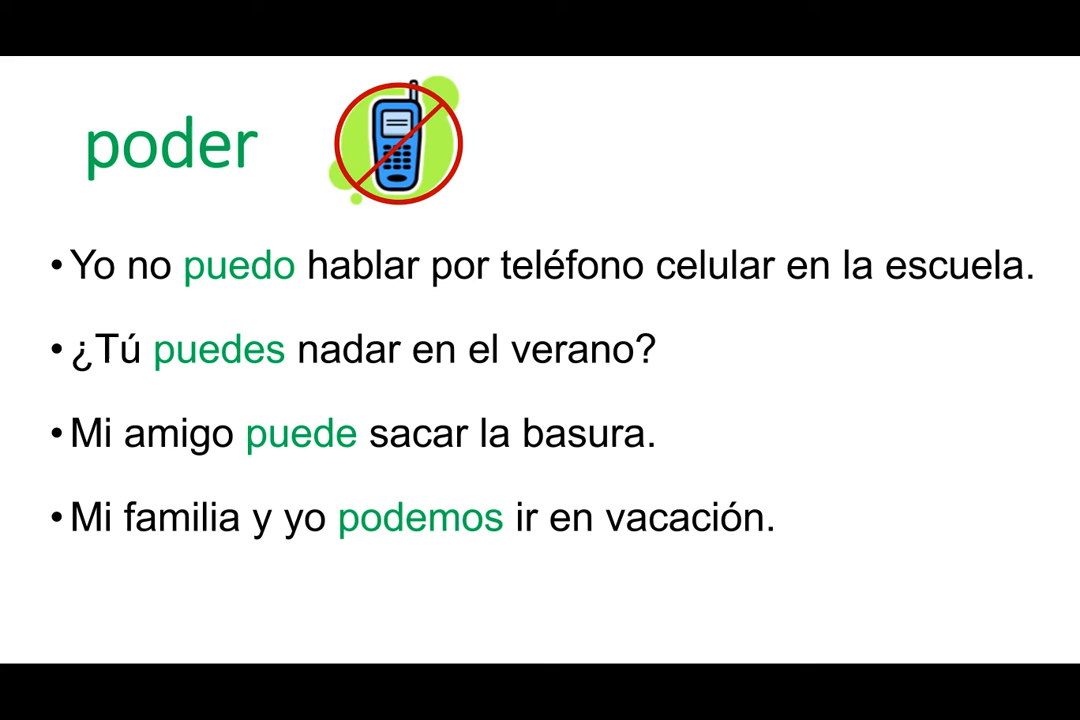 poder
• Yo no puedo hablar por teléfono celular en la escuela.
• ¿Tú puedes nadar en el verano?
• Mi amigo puede sacar la basura.
• Mi familia y yo podemos ir en vacación.